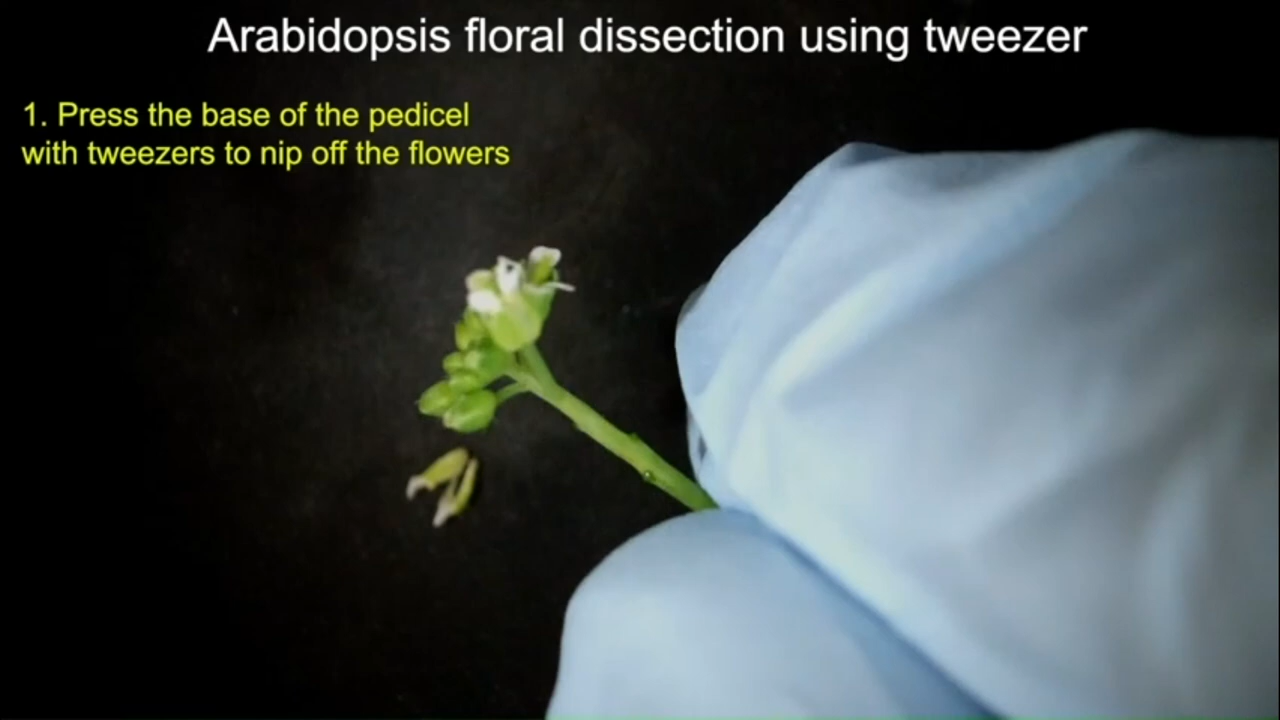 Arabidopsis floral dissection using tweezer
1. Press the base of the pedicel
with tweezers to nip off the flowers